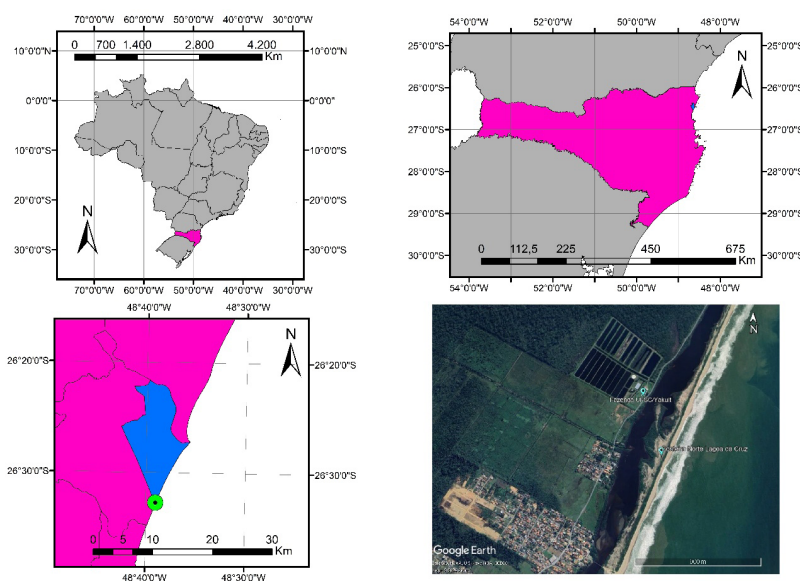 70°0'0"W 60°0'0"W 50°0'0"W 40°0'0"W 30°0'0"W
0 700 1.400 2.800 4.200 Km
10°0'0"N 10°0'0"N
0°0'0" 0°0'0"
10°0'0"S 10°0'0"S
20°0'0"S 20°0'0"S
30°0'0"S 30°0'0"S
N
70°0'0"W 60°0'0"W 50°0'0"W 40°0'0"W 30°0'0"W
54°0'0"W 52°0'0"W 50°0'0"W 48°0'0"W
25°0'0"S 25°0'0"S
26°0'0"S 26°0'0"S
27°0'0"S 27°0'0"S
28°0'0"S 28°0'0"S
29°0'0"S 29°0'0"S
30°0'0"S 30°0'0"S
N
0 112,5 225 450 675 Km
54°0'0"W 52°0'0"W 50°0'0"W 48°0'0"W
48°40'0"W 48°30'0"W
N
26°20'0"S 26°20'0"S
26°30'0"S 26°30'0"S
0 5 10 20 30 Km
48°40'0"W 48°30'0"W
N
Fazenda UFSC/Yakult
Norte Lagoa da Cruz
Google Earth